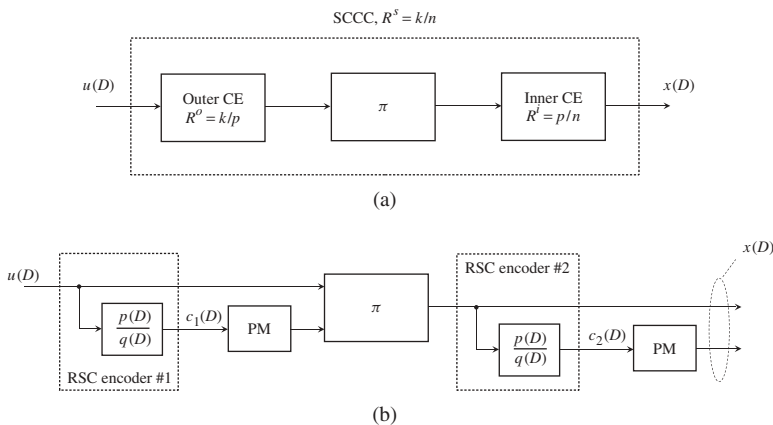 SCCC, R^s = k/n
u(D)
x(D)
Outer CE
R^o = k/p
π
Inner CE
R^i = p/n
(a)
x(D)
u(D)
RSC encoder #2
π
p(D)
q(D)
c_1(D)
PM
p(D)
q(D)
c_2(D)
PM
RSC encoder #1
(b)